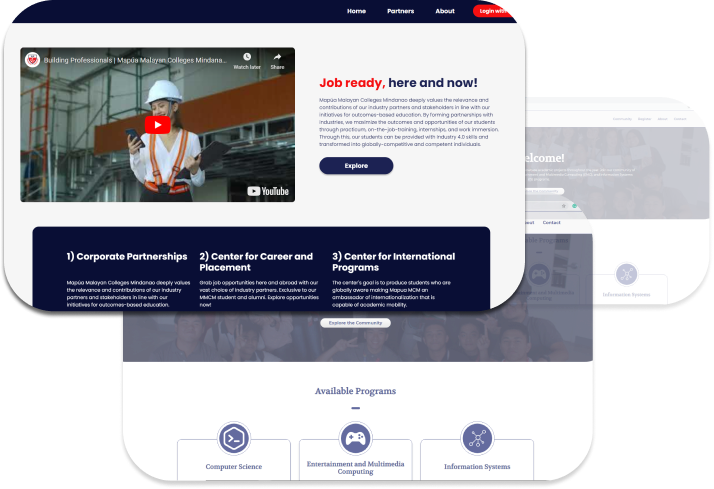 Home Partners About Login with
Building Professionals | Mapúa Malayan Colleges Mindana...
Watch later Share
YouTube
Job ready, here and now!
Mapúa Malayan Colleges Mindanao deeply values the relevance and
contributions of our industry partners and stakeholders in line with our
initiatives for outcomes-based education. By forming partnerships with
industries, we maximize the outcomes and opportunities of our students
through practicum, on-the-job-training, internships, and work immersion.
Through this, our students can be provided with Industry 4.0 skills and
transformed into globally-competitive and competent individuals.
Explore
1) Corporate Partnerships
Mapúa Malayan Colleges Mindanao deeply values
the relevance and contributions of our industry
partners and stakeholders in line with our
initiatives for outcomes-based education.
2) Center for Career and
Placement
Grab job opportunities here and abroad with our
vast choice of industry partners. Exclusive to our
MMCM student and alumni. Explore opportunities
now!
3) Center for International
Programs
The center's goal is to produce students who are
globally aware making Mapua MCM an
ambassador of internationalization that is
capable of academic mobility.
elcome!
Information Systems
out Contact
Explore the Community
Available Programs
Computer Science
Entertainment and Multimedia
Computing
Information Systems